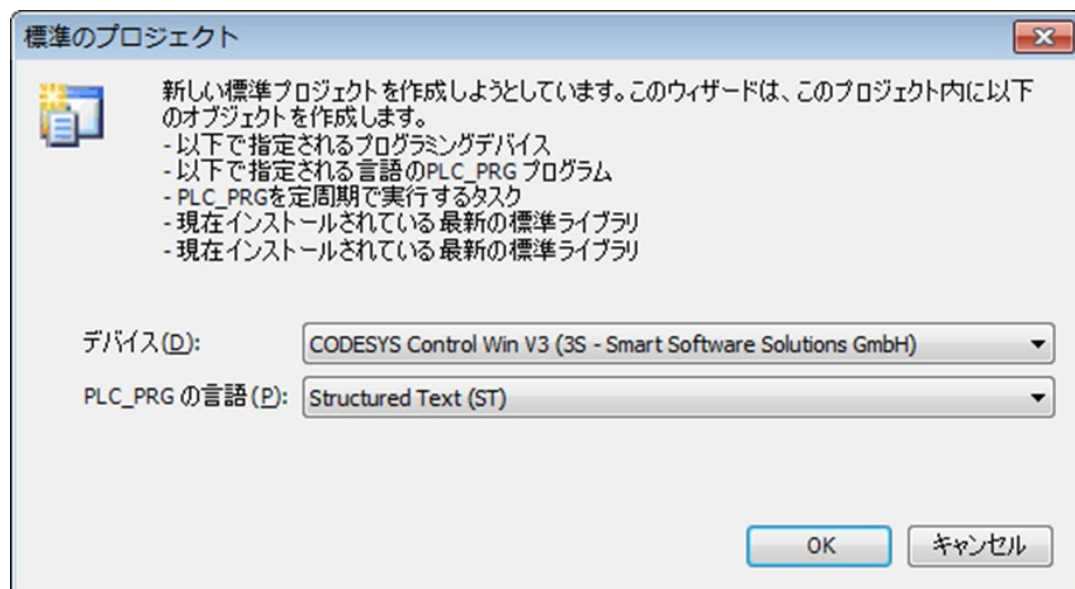 標準のプロジェクト
新しい標準プロジェクトを作成しようとしています。このウィザードは、このプロジェクト内に以下
のオブジェクトを作成します。
- 以下で指定されるプログラミングデバイス
- 以下で指定される言語のPLC_PRG プログラム
- PLC_PRGを定周期で実行するタスク
- 現在インストールされている最新の標準ライブラリ
- 現在インストールされている最新の標準ライブラリ
デバイス(D): CODESYS Control Win V3 (3S - Smart Software Solutions GmbH)
PLC_PRG の言語(P): Structured Text (ST)
OK キャンセル